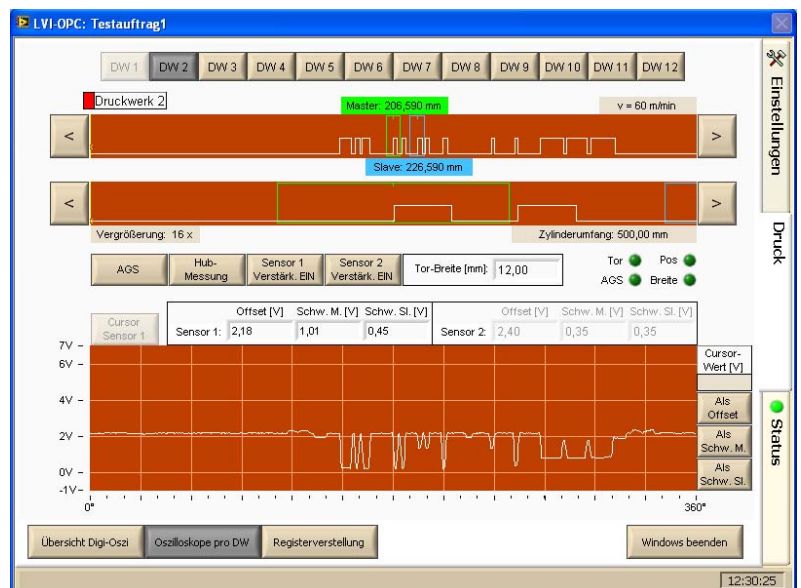 LVI-OPC: Testauftrag1
DW 1 DW 2 DW 3 DW 4 DW 5 DW 6 DW 7 DW 8 DW 9 DW 10 DW 11 DW 12
Druckwerk 2
Master: 206,590 mm
v = 60 m/min
< >
Slave: 226,590 mm
< >
Vergrößerung: 16 x
Zylinderumfang: 500,00 mm
AGS
Hub-
Messung
Sensor 1
Verstärk. EIN
Sensor 2
Verstärk. EIN
Tor-Breite [mm]: 12,00
Tor Pos
AGS Breite
Cursor
Sensor 1
Offset [V] Schw. M. [V] Schw. Sl. [V]
Sensor 1: 2,18 1,01 0,45
Offset [V] Schw. M. [V] Schw. Sl. [V]
Sensor 2: 2,40 0,35 0,35
7V
6V
4V
2V
0V
-1V
0° 360°
Cursor-
Wert [V]
Als
Offset
Als
Schw. M.
Als
Schw. Sl.
Übersicht Digi-Oszi
Oszilloskope pro DW
Registerverstellung
Windows beenden
Einstellungen
Druck
Status
12:30:25